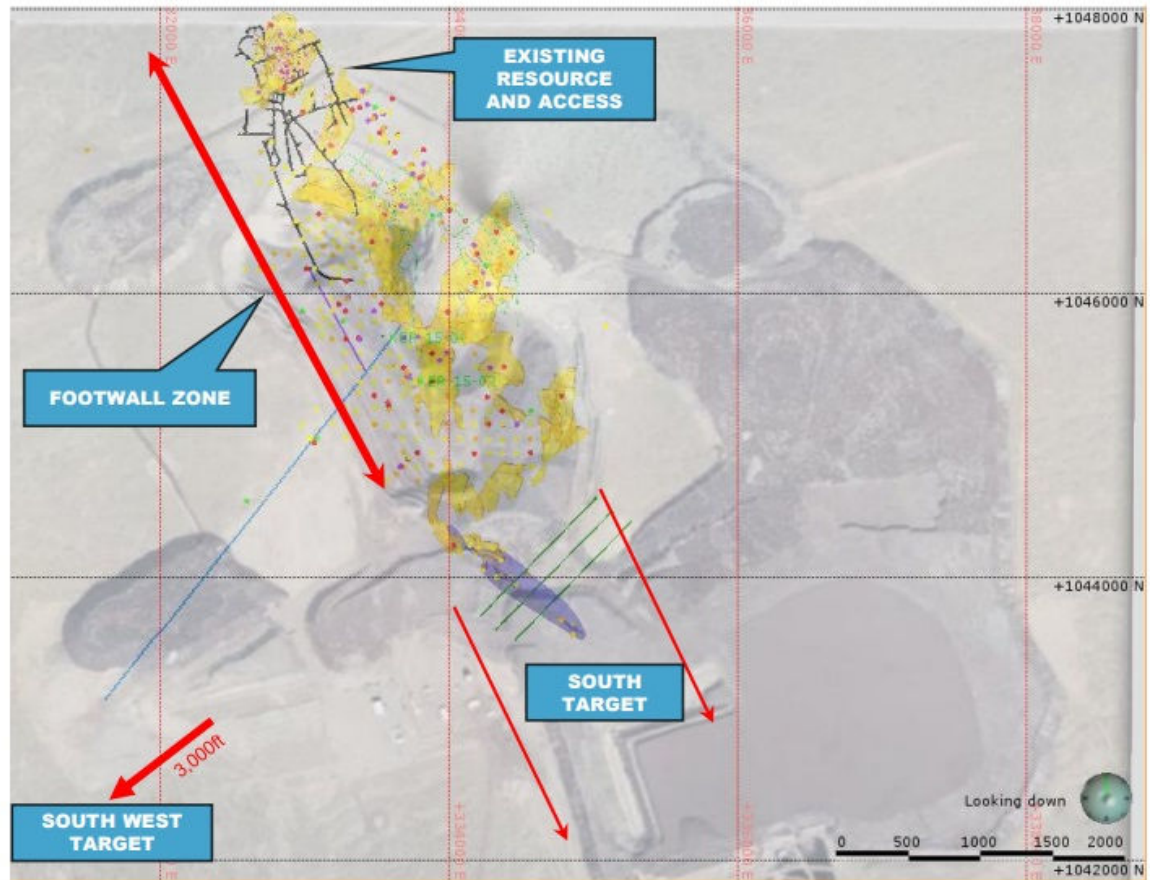 +1048000 N
EXISTING
RESOURCE
AND ACCESS
+1046000 N
FOOTWALL ZONE
+1044000 N
SOUTH
TARGET
3,000ft
SOUTH WEST
TARGET
Looking down
0 500 1000 1500 2000
+1042000 N